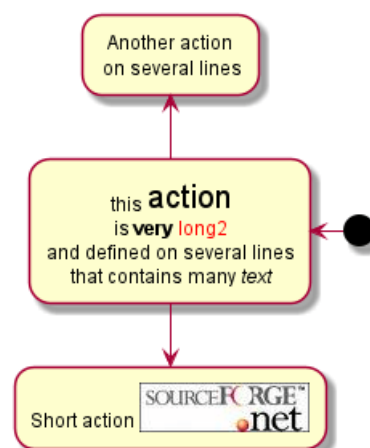 Another action
on several lines
this action
is very long2
and defined on several lines
that contains many text
Short action SOURCEFORGE™
.net